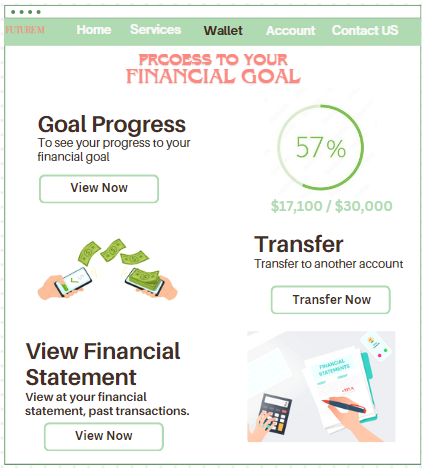 FUTUREM
Home
Services
Wallet
Account
Contact US
PRCOESS TO YOUR
FINANCIAL GOAL
Goal Progress
To see your progress to your
financial goal
View Now
57%
$17,100 / $30,000
Transfer
Transfer to another account
Transfer Now
View Financial
Statement
View at your financial
statement, past transactions.
View Now
FINANCIAL
STATEMENTS